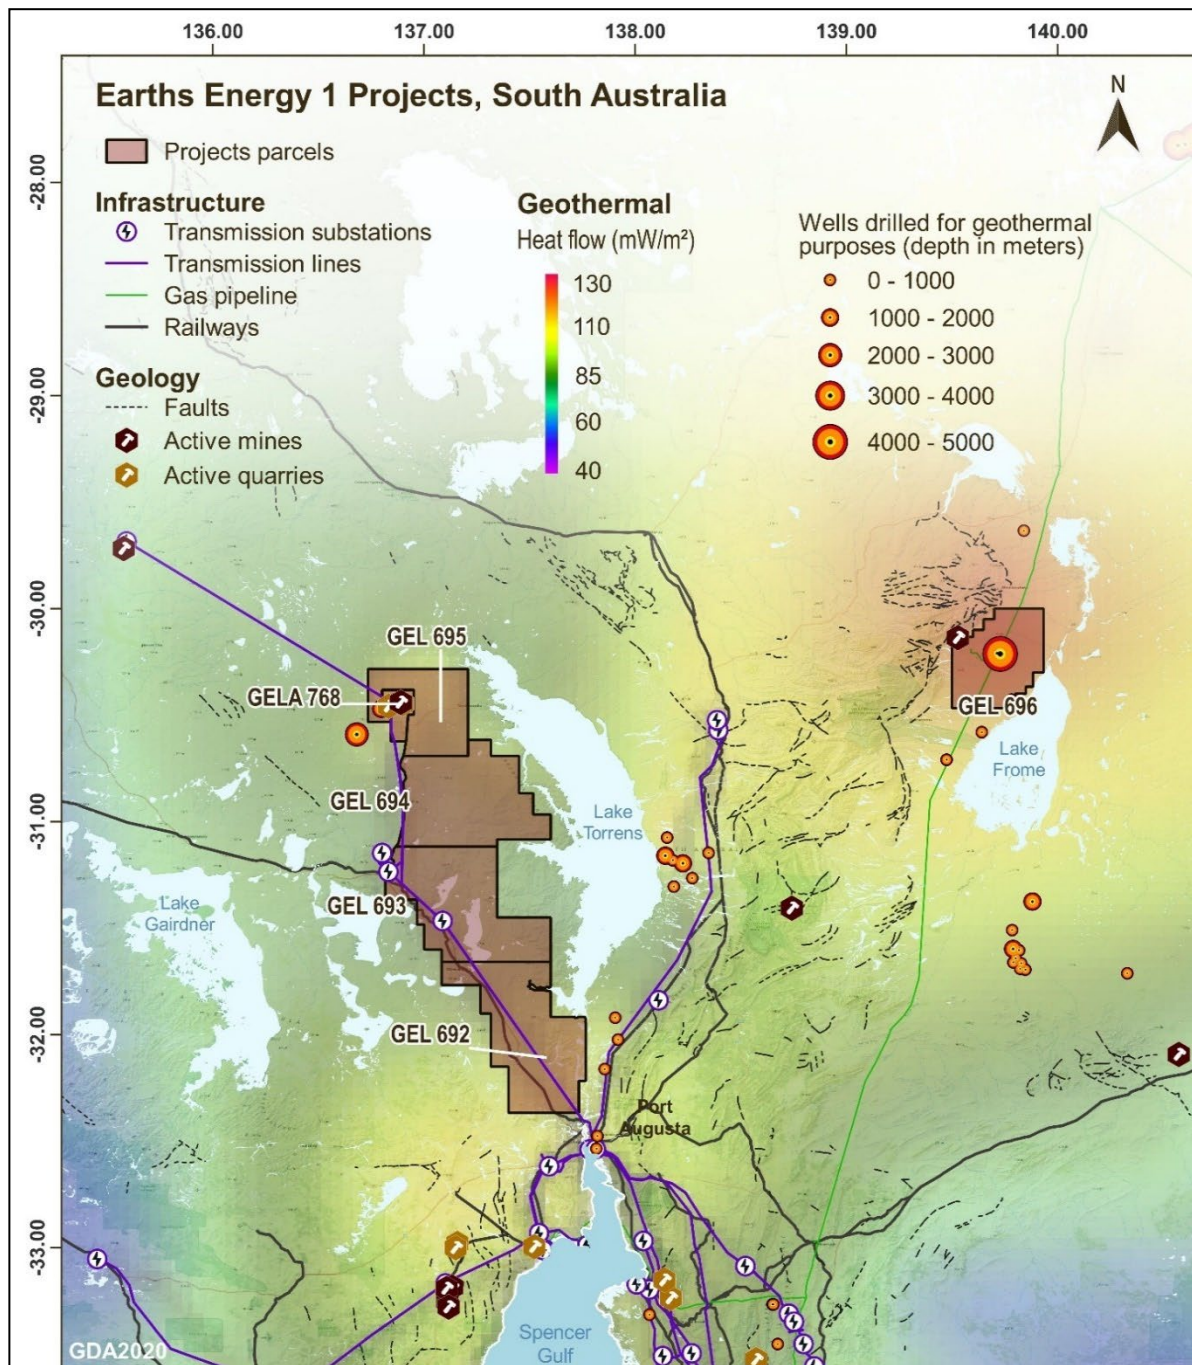 136.00 137.00 138.00 139.00 140.00
Earths Energy 1 Projects, South Australia
N
Projects parcels
-28.00
Infrastructure
Transmission substations
Transmission lines
Gas pipeline
Railways
Geology
Faults
Active mines
Active quarries
Geothermal
Heat flow (mW/m²)
130
110
85
60
40
Wells drilled for geothermal
purposes (depth in meters)
0 - 1000
1000 - 2000
2000 - 3000
3000 - 4000
4000 - 5000
-29.00
-30.00
GEL 695
GELA 768
GEL 696
Lake
Frome
GEL 694
-31.00
Lake
Torrens
GEL 693
Lake
Gairdner
-32.00
GEL 692
Port
Augusta
-33.00
Spencer
Gulf
GDA2020